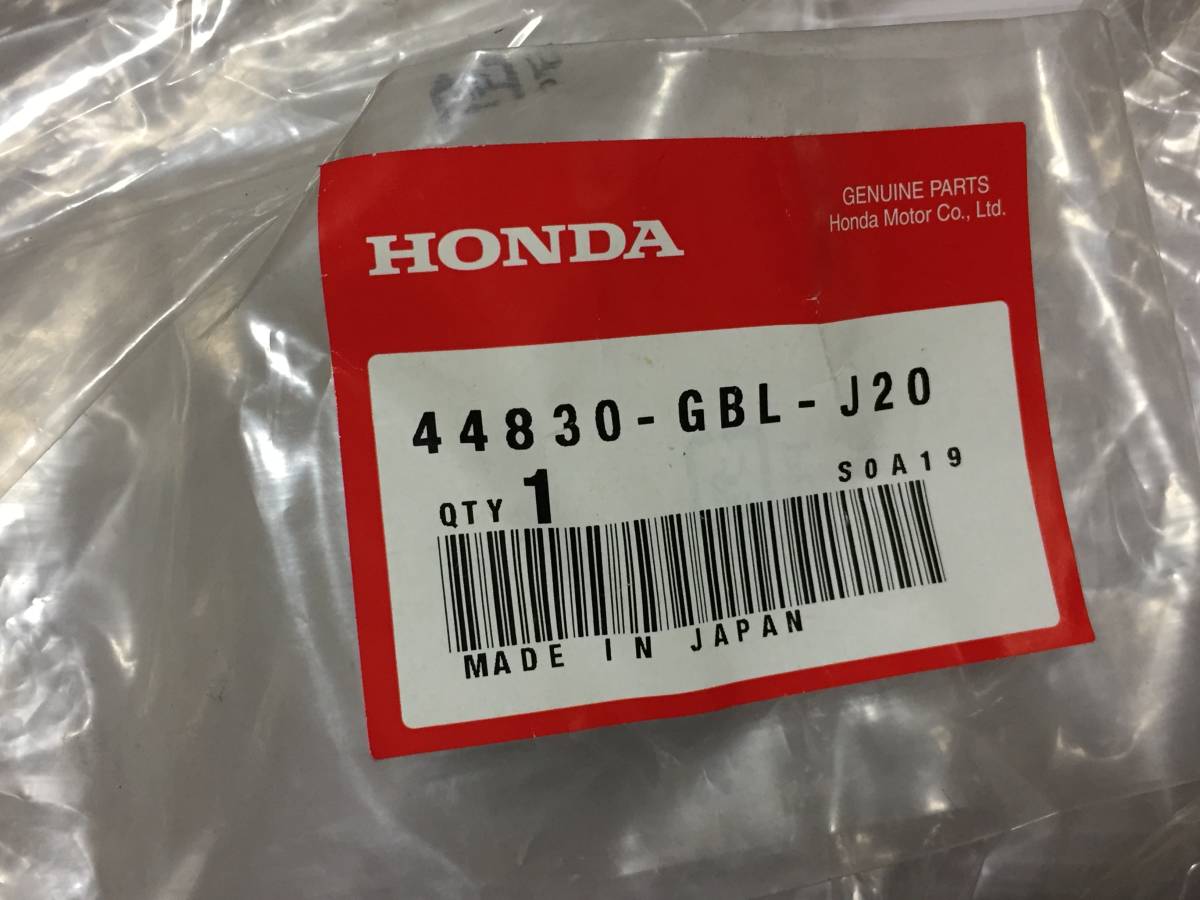 HONDA
GENUINE PARTS
Honda Motor Co., Ltd.
44830-GBL-J20
QTY 1
S0A19
MADE IN JAPAN